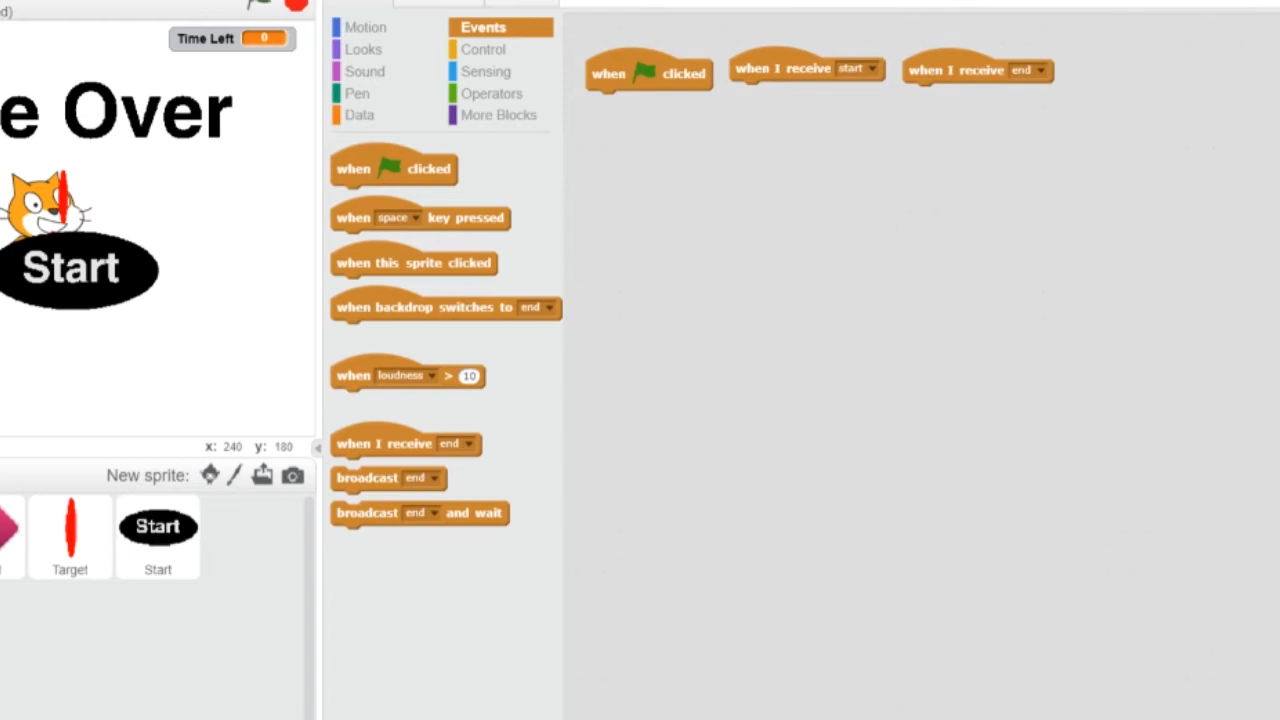 d)
Time Left 0
e Over
Start
x: 240 y: 180
New sprite:
Start
Target
Start
Motion
Looks
Sound
Pen
Data
Events
Control
Sensing
Operators
More Blocks
when clicked
when space key pressed
when this sprite clicked
when backdrop switches to end
when loudness > 10
when I receive end
broadcast end
broadcast end and wait
when clicked
when I receive start
when I receive end